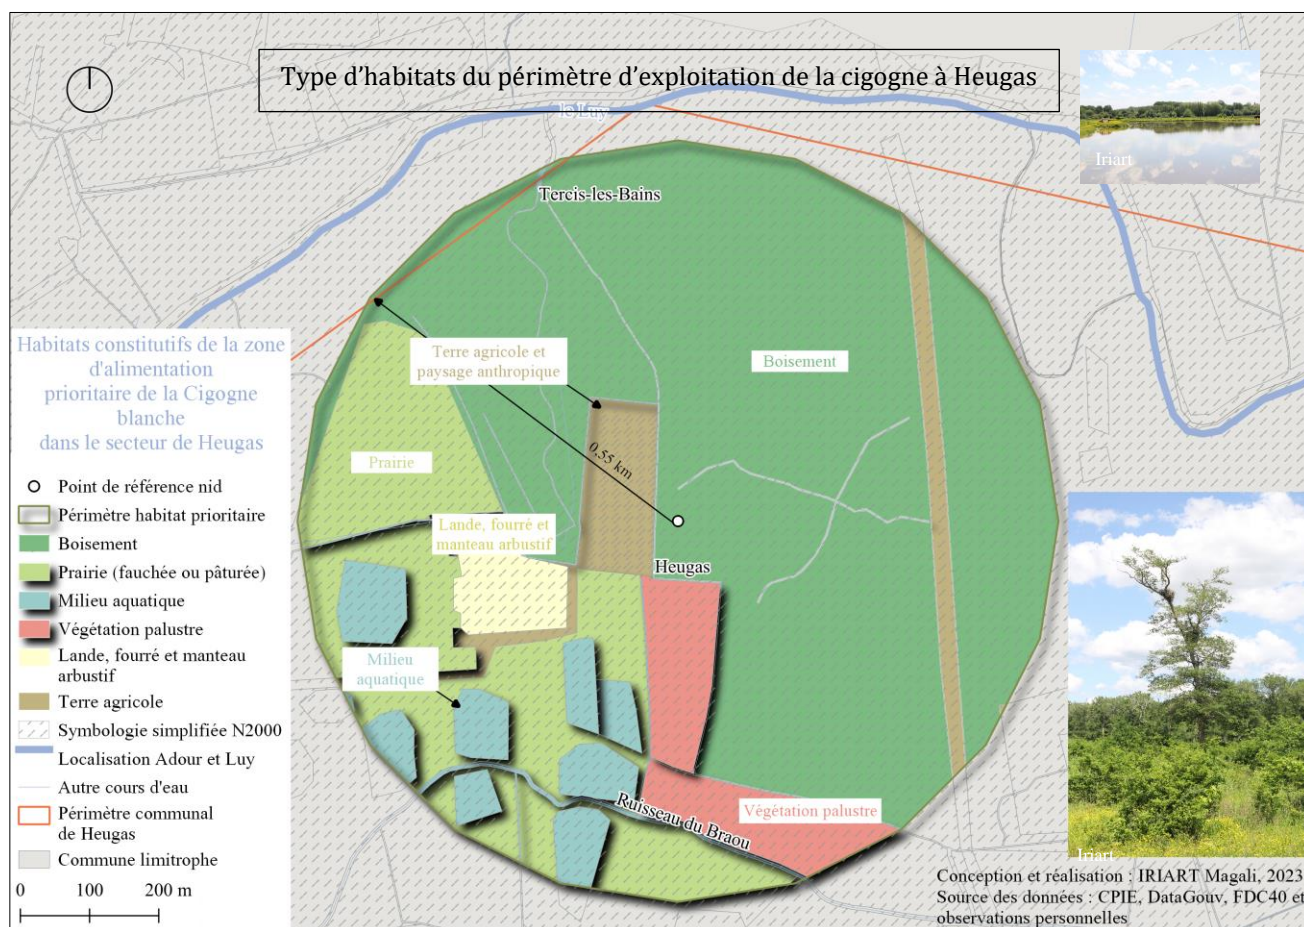 Type d'habitats du périmètre d'exploitation de la cigogne à Heugas
le Luy
Iriart
Tercis-les-Bains
Terre agricole et
paysage anthropique
Boisement
Prairie
0,55 km
Lande, fourré et
manteau arbustif
Heugas
Milieu
aquatique
Ruisseau du Braou
Végétation palustre
Habitats constitutifs de la zone
d'alimentation
prioritaire de la Cigogne
blanche
dans le secteur de Heugas
Point de référence nid
Périmètre habitat prioritaire
Boisement
Prairie (fauchée ou pâturée)
Milieu aquatique
Végétation palustre
Lande, fourré et manteau
arbustif
Terre agricole
Symbologie simplifiée N2000
Localisation Adour et Luy
Autre cours d'eau
Périmètre communal
de Heugas
Commune limitrophe
0 100 200 m
Iriart
Conception et réalisation : IRIART Magali, 2023
Source des données : CPIE, DataGouv, FDC40 et
observations personnelles